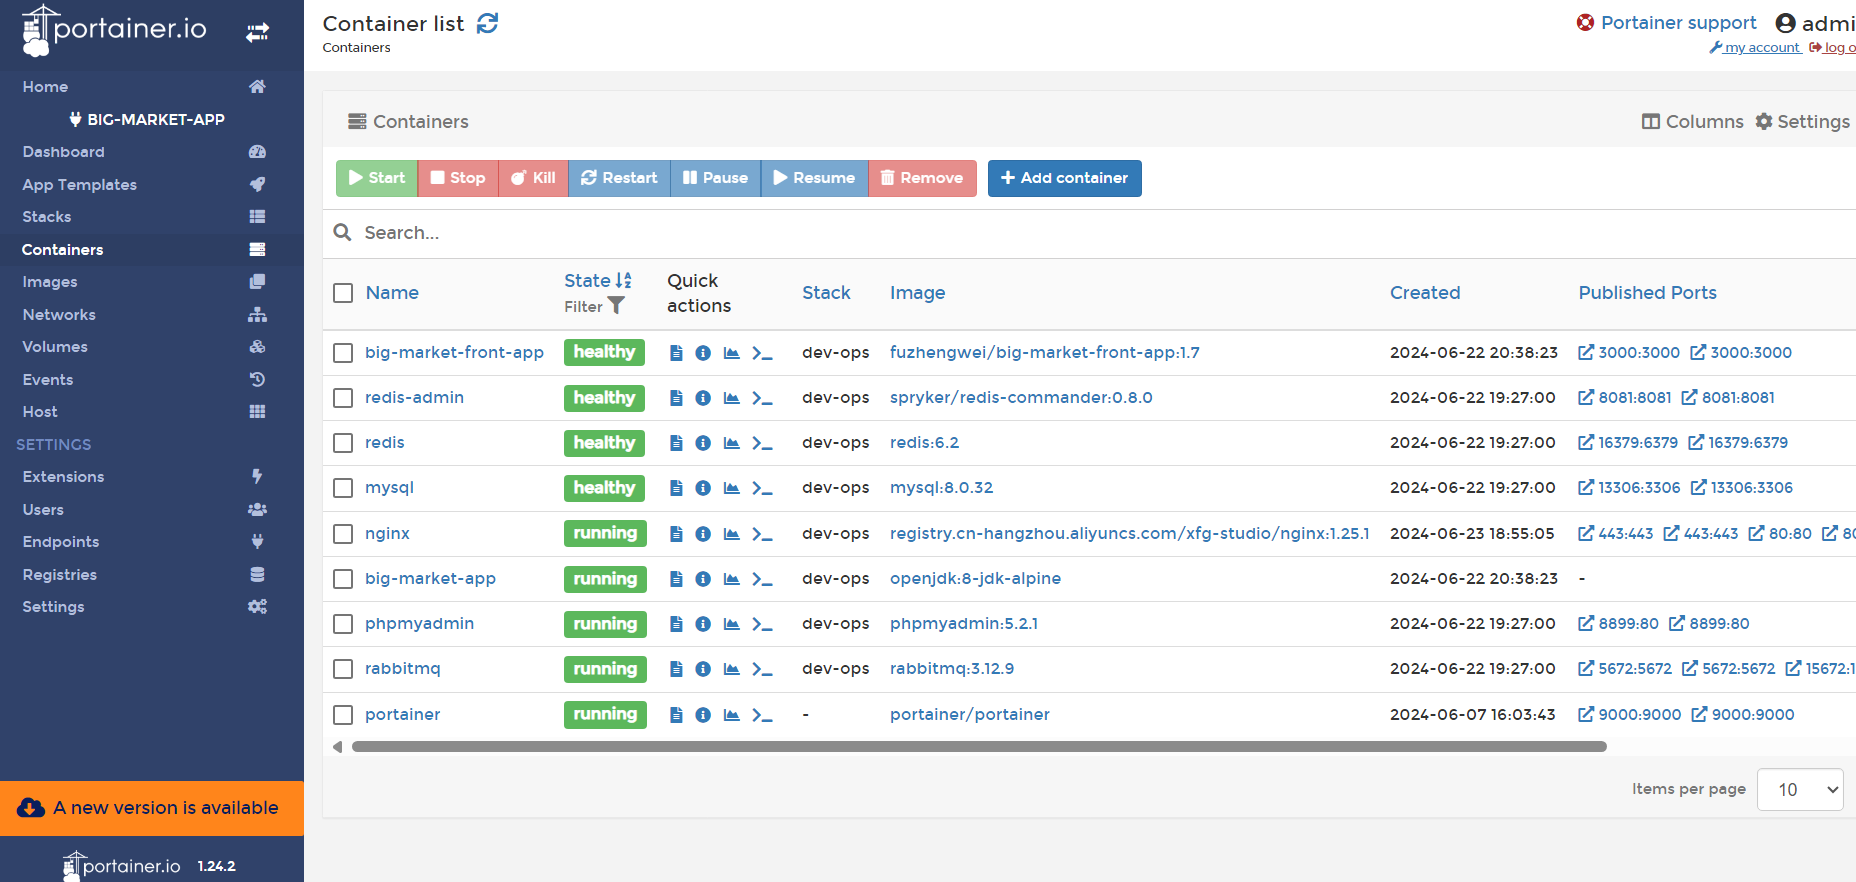 portainer.io
Home
BIG-MARKET-APP
Dashboard
App Templates
Stacks
Containers
Images
Networks
Volumes
Events
Host
SETTINGS
Extensions
Users
Endpoints
Registries
Settings
A new version is available
portainer.io 1.24.2
Container list
Containers
Portainer support admi
my account log o
Containers
Columns Settings
Start Stop Kill Restart Pause Resume Remove Add container
Search...
Name State Filter Quick actions Stack Image Created Published Ports
big-market-front-app healthy dev-ops fuzhengwei/big-market-front-app:1.7 2024-06-22 20:38:23 3000:3000 3000:3000
redis-admin healthy dev-ops spryker/redis-commander:0.8.0 2024-06-22 19:27:00 8081:8081 8081:8081
redis healthy dev-ops redis:6.2 2024-06-22 19:27:00 16379:6379 16379:6379
mysql healthy dev-ops mysql:8.0.32 2024-06-22 19:27:00 13306:3306 13306:3306
nginx running dev-ops registry.cn-hangzhou.aliyuncs.com/xfg-studio/nginx:1.25.1 2024-06-23 18:55:05 443:443 443:443 80:80 80
big-market-app running dev-ops openjdk:8-jdk-alpine 2024-06-22 20:38:23 -
phpmyadmin running dev-ops phpmyadmin:5.2.1 2024-06-22 19:27:00 8899:80 8899:80
rabbitmq running dev-ops rabbitmq:3.12.9 2024-06-22 19:27:00 5672:5672 5672:5672 15672:1
portainer running - portainer/portainer 2024-06-07 16:03:43 9000:9000 9000:9000
Items per page 10